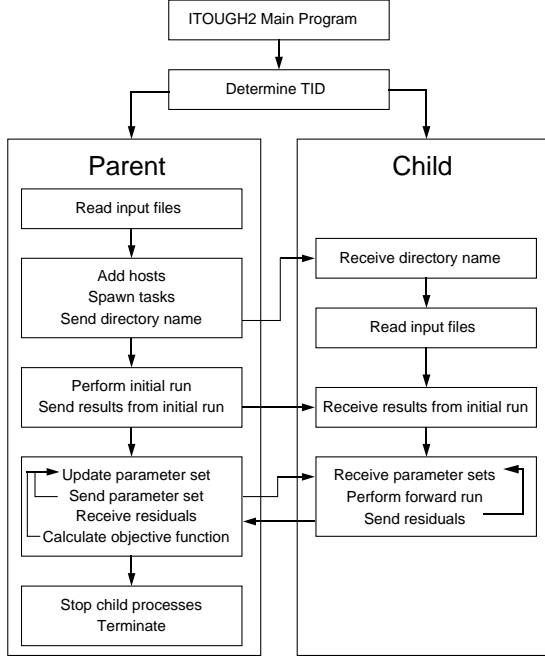 ITOUGH2 Main Program
Determine TID
Parent
Read input files
Add hosts
Spawn tasks
Send directory name
Perform initial run
Send results from initial run
Update parameter set
Send parameter set
Receive residuals
Calculate objective function
Stop child processes
Terminate
Child
Receive directory name
Read input files
Receive results from initial run
Receive parameter sets
Perform forward run
Send residuals